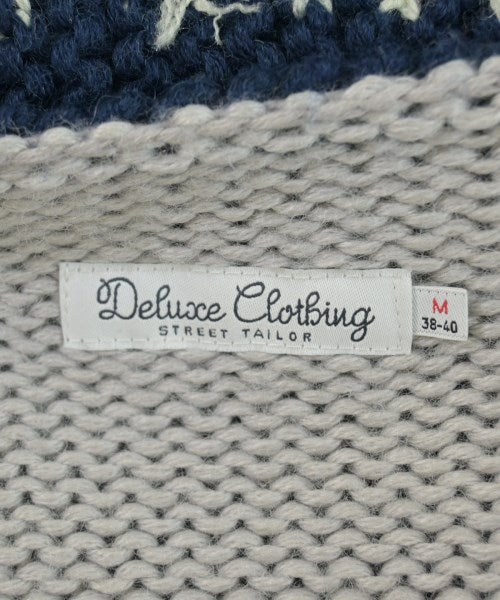 Deluxe Clothing
STREET TAILOR
M
38-40